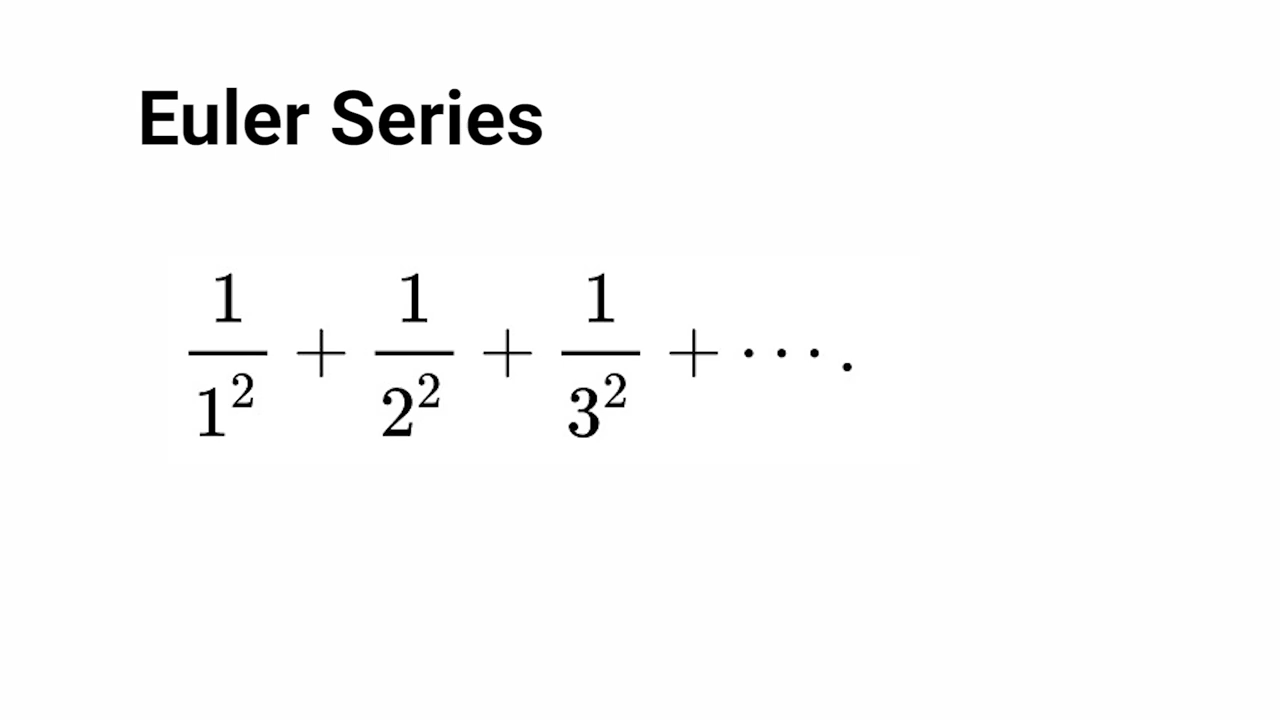 Euler Series
1/1² + 1/2² + 1/3² + ··· .